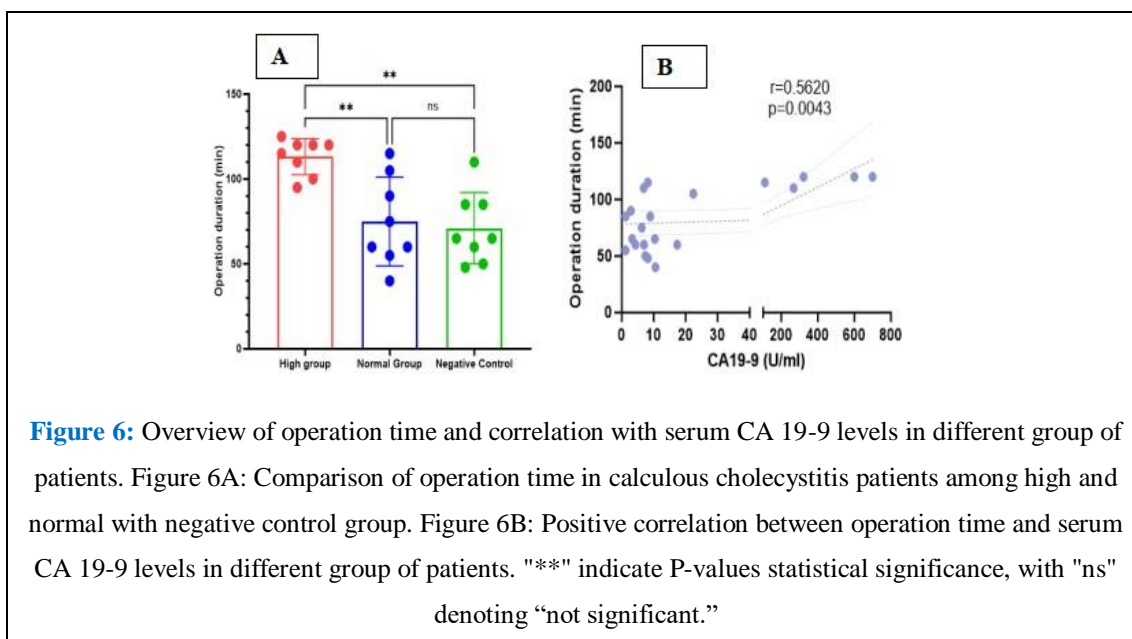 A
B
**
**
ns
150
100
50
0
Operation duration (min)
High group
Normal Group
Negative Control
r=0.5620
p=0.0043
200
150
100
50
0
Operation duration (min)
0 10 20 30 40 200 400 600 800
CA19-9 (U/ml)
Figure 6: Overview of operation time and correlation with serum CA 19-9 levels in different group of
patients. Figure 6A: Comparison of operation time in calculous cholecystitis patients among high and
normal with negative control group. Figure 6B: Positive correlation between operation time and serum
CA 19-9 levels in different group of patients. "**" indicate P-values statistical significance, with "ns"
denoting “not significant.”